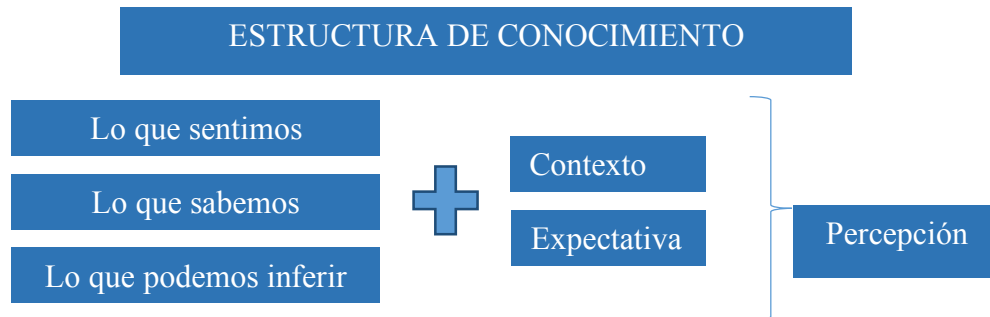 ESTRUCTURA DE CONOCIMIENTO
Lo que sentimos
Lo que sabemos
Lo que podemos inferir
Contexto
Expectativa
Percepción